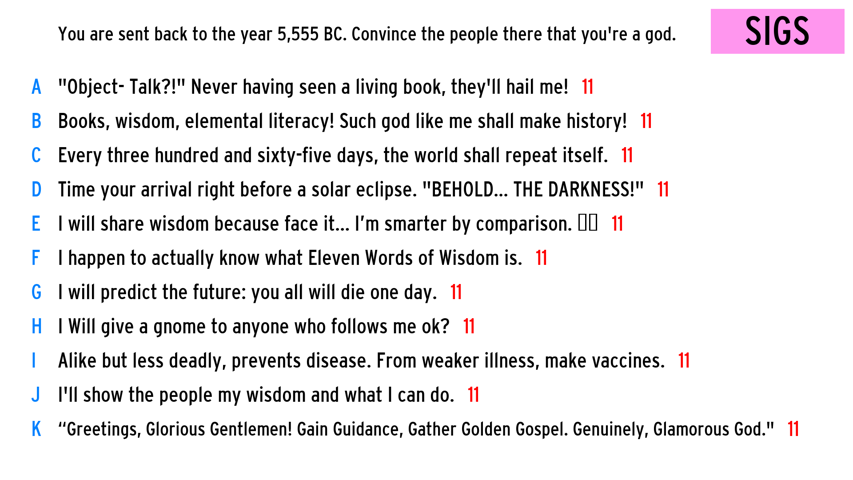 You are sent back to the year 5,555 BC. Convince the people there that you're a god. SIGS
A "Object- Talk?!" Never having seen a living book, they'll hail me! 11
B Books, wisdom, elemental literacy! Such god like me shall make history! 11
C Every three hundred and sixty-five days, the world shall repeat itself. 11
D Time your arrival right before a solar eclipse. "BEHOLD... THE DARKNESS!" 11
E I will share wisdom because face it... I’m smarter by comparison. 11
F I happen to actually know what Eleven Words of Wisdom is. 11
G I will predict the future: you all will die one day. 11
H I Will give a gnome to anyone who follows me ok? 11
I Alike but less deadly, prevents disease. From weaker illness, make vaccines. 11
J I'll show the people my wisdom and what I can do. 11
K “Greetings, Glorious Gentlemen! Gain Guidance, Gather Golden Gospel. Genuinely, Glamorous God." 11